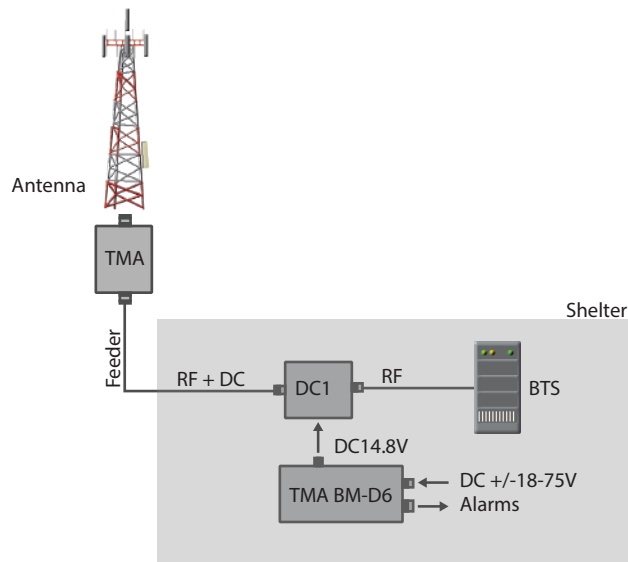 Antenna
TMA
Shelter
Feeder
RF + DC
DC1
RF
BTS
DC14.8V
TMA BM-D6
DC +/-18-75V
Alarms